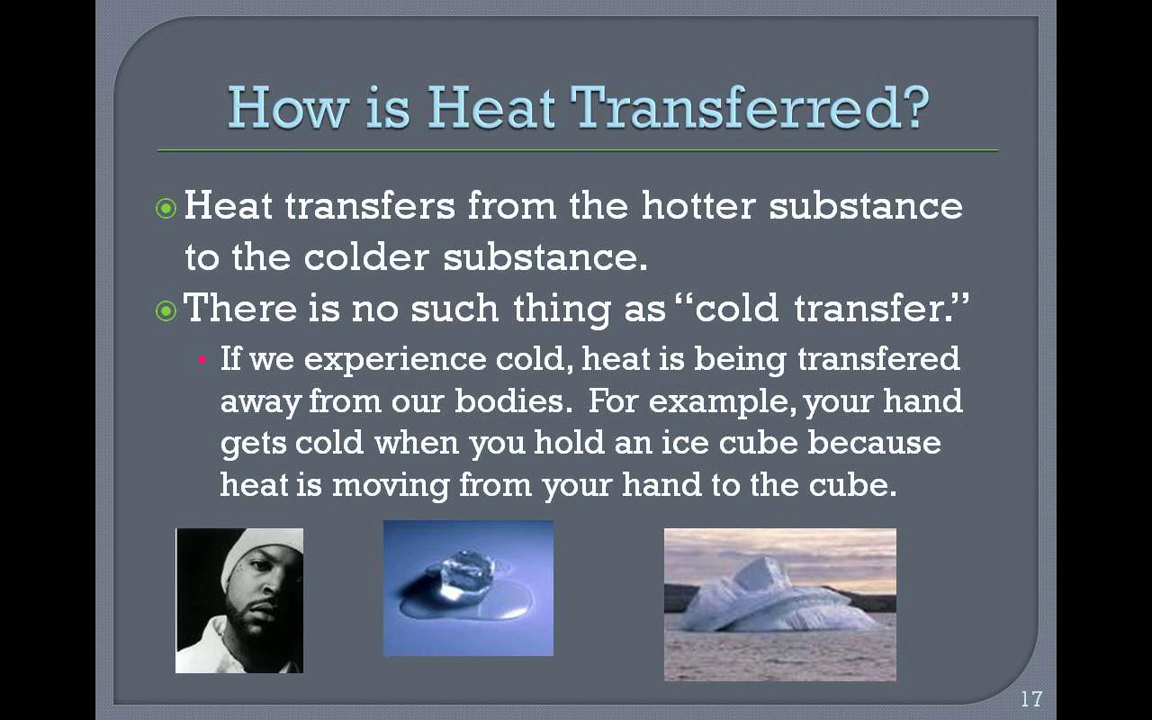 How is Heat Transferred?
Heat transfers from the hotter substance
to the colder substance.
There is no such thing as “cold transfer.”
If we experience cold, heat is being transfered
away from our bodies.  For example, your hand
gets cold when you hold an ice cube because
heat is moving from your hand to the cube.
17